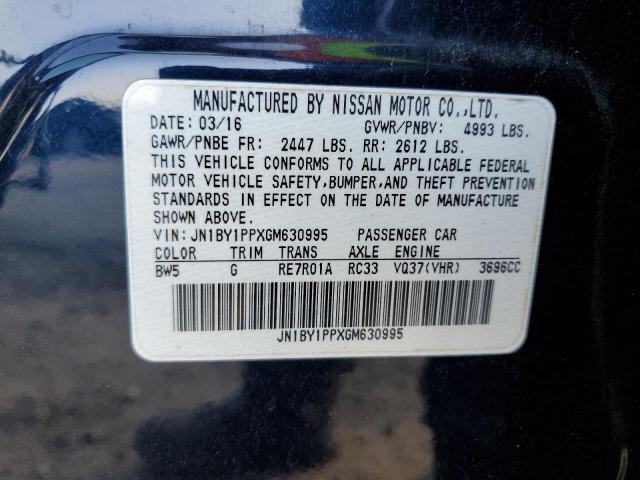 MANUFACTURED BY NISSAN MOTOR CO.,LTD.
DATE: 03/16 GVWR/PNBV: 4993 LBS.
GAWR/PNBE FR: 2447 LBS. RR: 2612 LBS.
THIS VEHICLE CONFORMS TO ALL APPLICABLE FEDERAL
MOTOR VEHICLE SAFETY,BUMPER,AND THEFT PREVENTION
STANDARDS IN EFFECT ON THE DATE OF MANUFACTURE
SHOWN ABOVE.
VIN: JN1BY1PPXGM630995 PASSENGER CAR
COLOR TRIM TRANS AXLE ENGINE
BW5 G RE7R01A RC33 VQ37(VHR) 3696CC
JN1BY1PPXGM630995